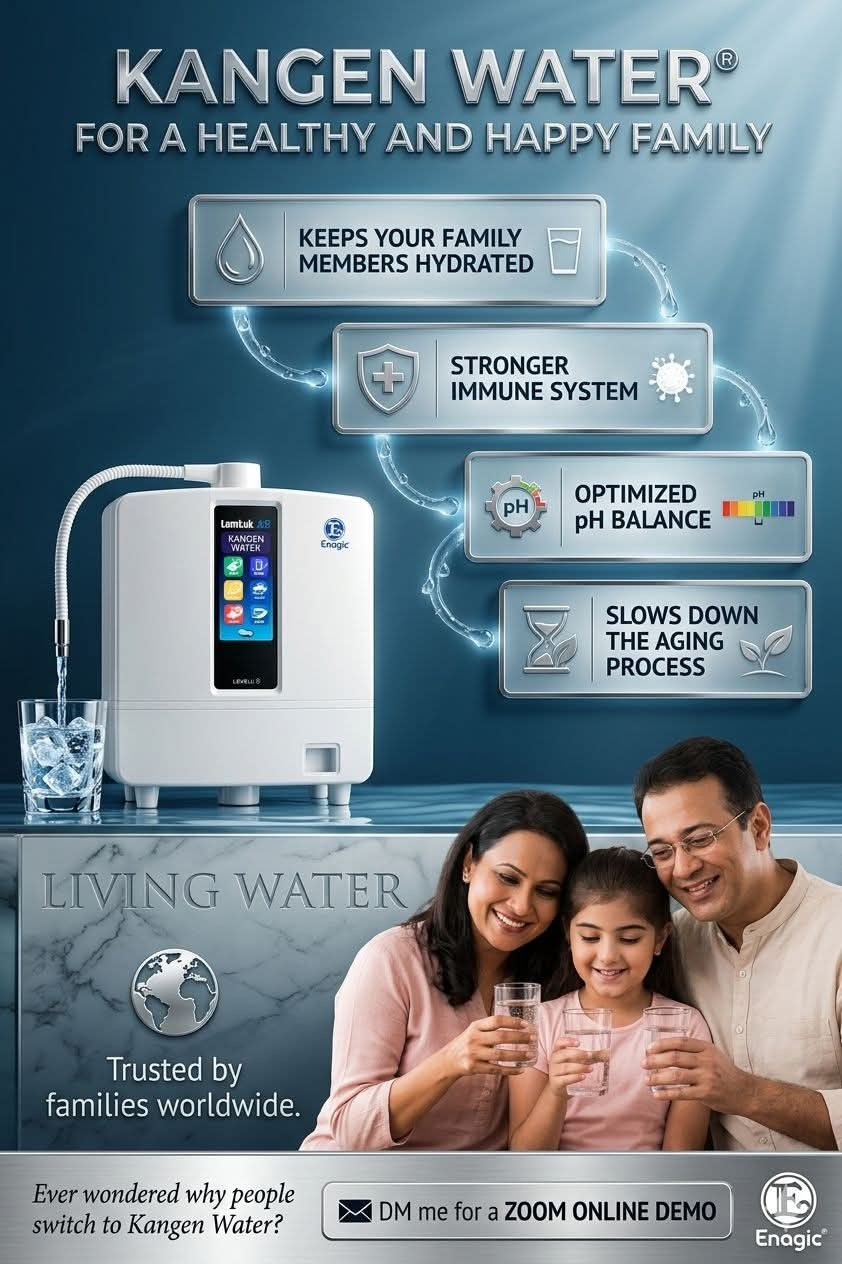 KANGEN WATER®
FOR A HEALTHY AND HAPPY FAMILY
KEEPS YOUR FAMILY
MEMBERS HYDRATED
STRONGER
IMMUNE SYSTEM
pH
OPTIMIZED
pH BALANCE
pH
SLOWS DOWN
THE AGING
PROCESS
KANGEN
WATER
Enagic
LIVING WATER
Trusted by
families worldwide.
Ever wondered why people
switch to Kangen Water?
DM me for a ZOOM ONLINE DEMO
E
Enagic®